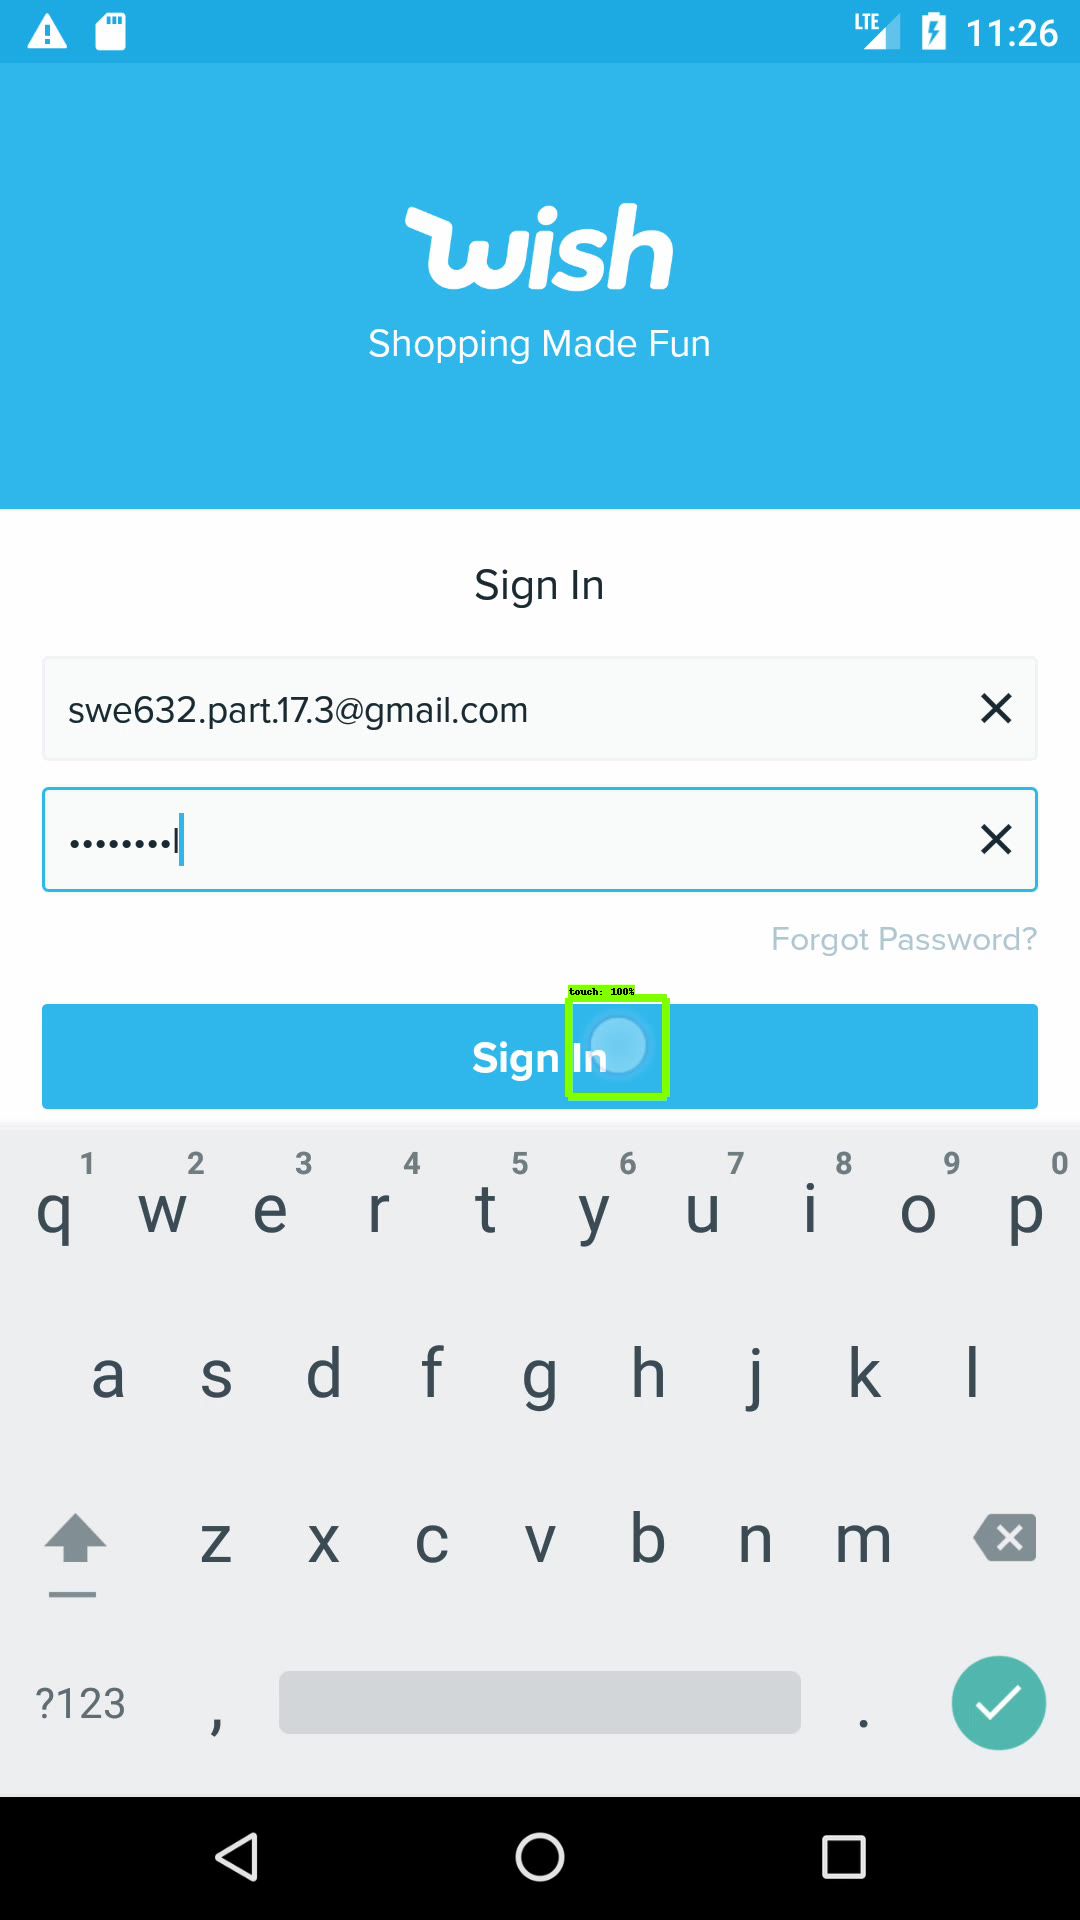 LTE 11:26
wish
Shopping Made Fun
Sign In
swe632.part.17.3@gmail.com
••••••••l
Forgot Password?
touch: 100%
Sign In
1 2 3 4 5 6 7 8 9 0
q w e r t y u i o p
a s d f g h j k l
z x c v b n m
?123 , .